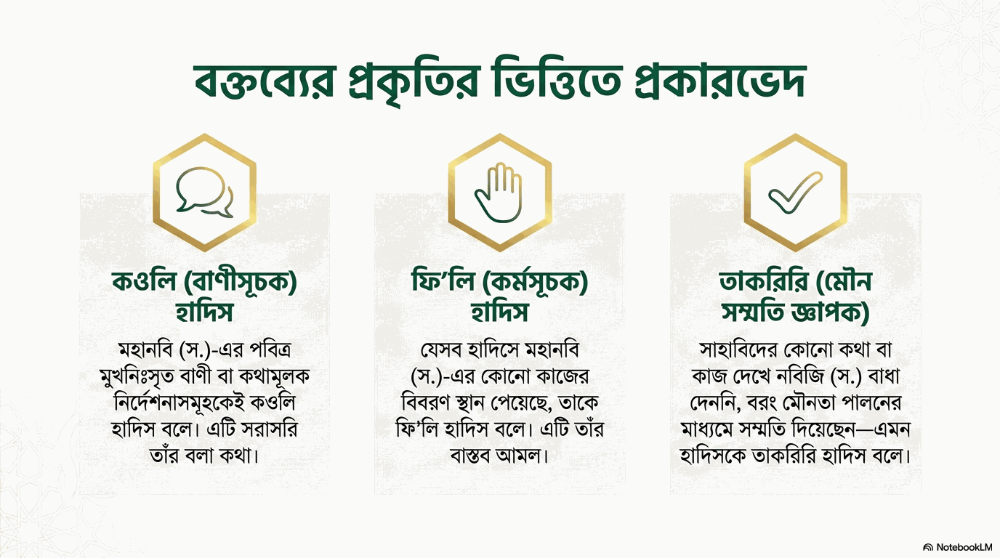 বক্তব্যের প্রকৃতির ভিত্তিতে প্রকারভেদ
কওলি (বাণীসূচক)
হাদিস
মহানবি (স.)-এর পবিত্র
মুখনিঃসৃত বাণী বা কথামূলক
নির্দেশনাসমূহকেই কওলি
হাদিস বলে। এটি সরাসরি
তাঁর বলা কথা।
ফি’লি (কর্মসূচক)
হাদিস
যেসব হাদিসে মহানবি
(স.)-এর কোনো কাজের
বিবরণ স্থান পেয়েছে, তাকে
ফি’লি হাদিস বলে। এটি তাঁর
বাস্তব আমল।
তাকরিরি (মৌন
সম্মতি জ্ঞাপক)
সাহাবিদের কোনো কথা বা
কাজ দেখে নবিজি (স.) বাধা
দেননি, বরং মৌনতা পালনের
মাধ্যমে সম্মতি দিয়েছেন—এমন
হাদিসকে তাকরিরি হাদিস বলে।
NotebookLM